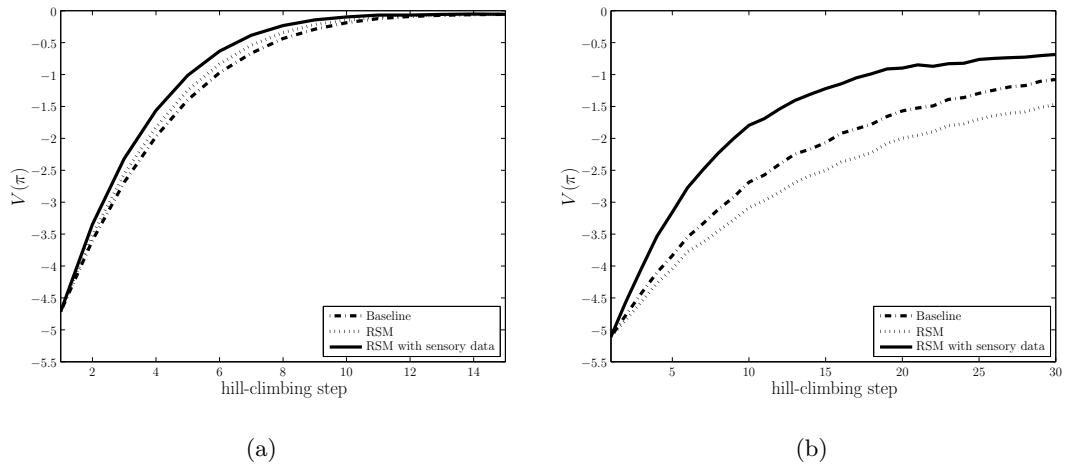 0
−0.5
−1
−1.5
−2
−2.5
−3
−3.5
−4
−4.5
−5
−5.5
V(π)
2 4 6 8 10 12 14
hill-climbing step
Baseline
RSM
RSM with sensory data
(a)
0
−0.5
−1
−1.5
−2
−2.5
−3
−3.5
−4
−4.5
−5
−5.5
V(π)
5 10 15 20 25 30
hill-climbing step
Baseline
RSM
RSM with sensory data
(b)